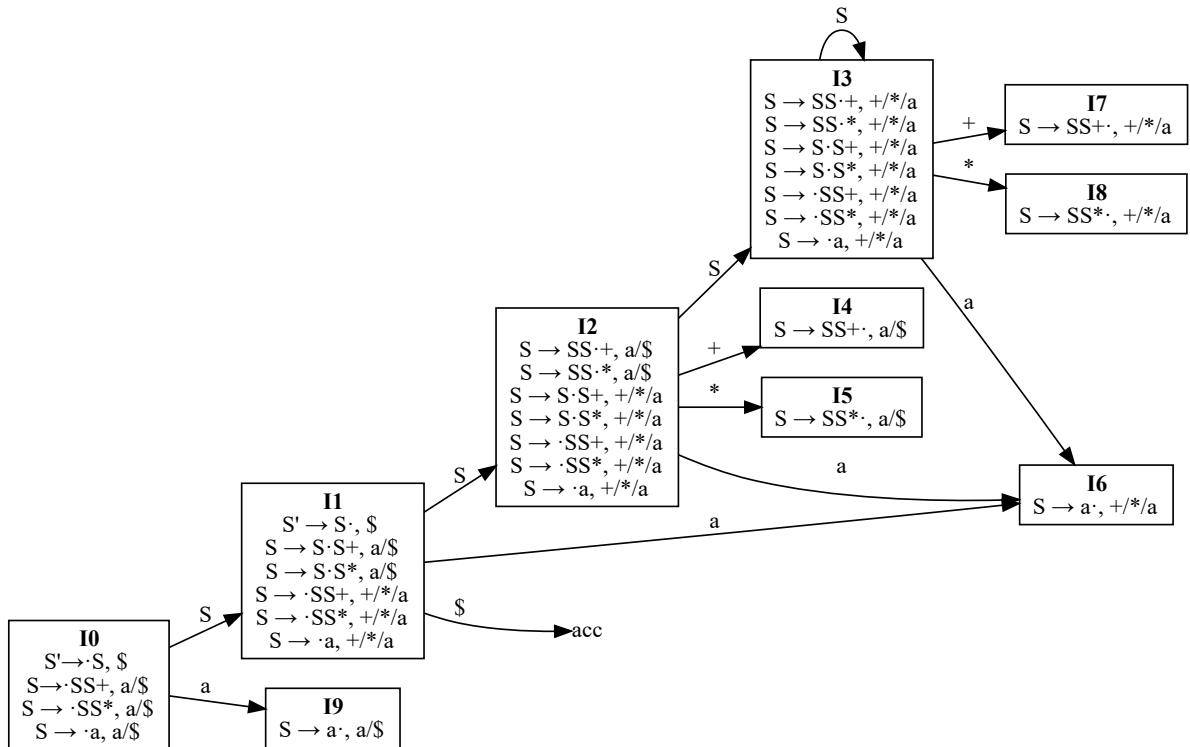 S
I3
S → SS·+, +/*/a
S → SS·*, +/*/a
S → S·S+, +/*/a
S → S·S*, +/*/a
S → ·SS+, +/*/a
S → ·SS*, +/*/a
S → ·a, +/*/a
+
I7
S → SS+·, +/*/a
*
I8
S → SS*·, +/*/a
S
a
I2
S → SS·+, a/$
S → SS·*, a/$
S → S·S+, +/*/a
S → S·S*, +/*/a
S → ·SS+, +/*/a
S → ·SS*, +/*/a
S → ·a, +/*/a
+
I4
S → SS+·, a/$
*
I5
S → SS*·, a/$
a
I6
S → a·, +/*/a
S
I1
S' → S·, $
S → S·S+, a/$
S → S·S*, a/$
S → ·SS+, +/*/a
S → ·SS*, +/*/a
S → ·a, +/*/a
a
$
acc
S
I0
S'→·S, $
S→·SS+, a/$
S → ·SS*, a/$
S → ·a, a/$
a
I9
S → a·, a/$